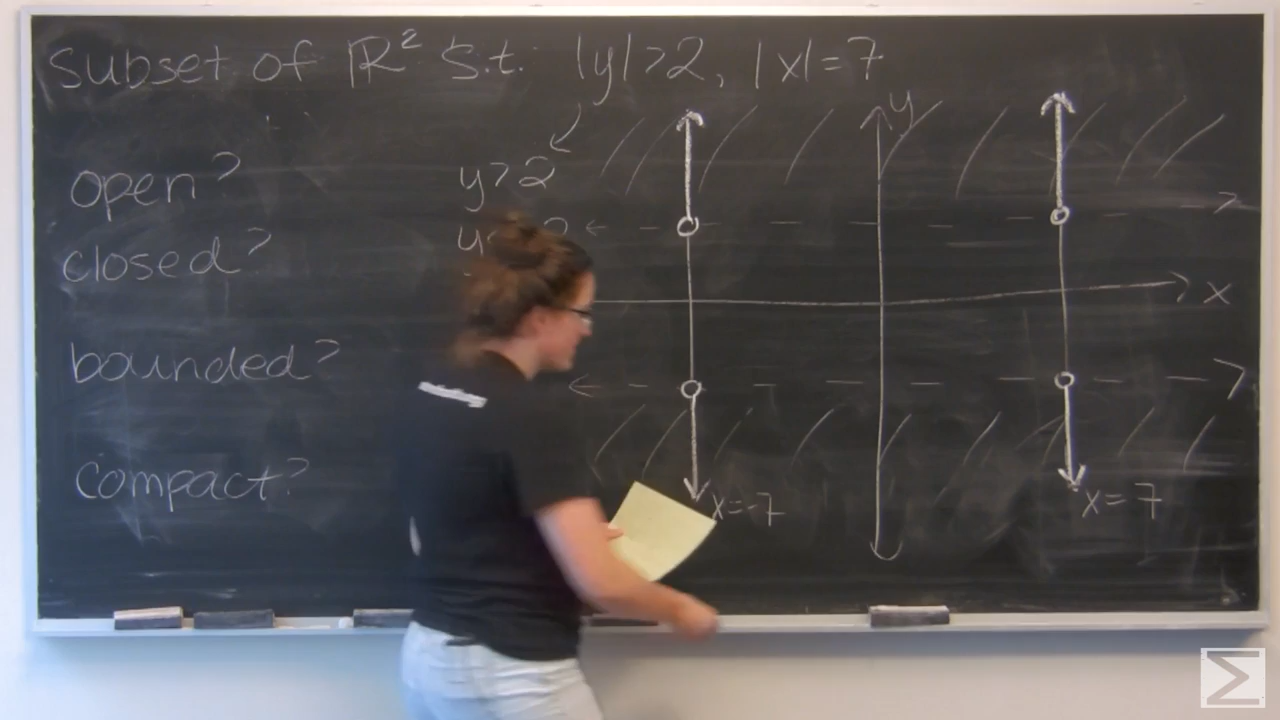 subset of ℝ² s.t. |y|>2, |x|=7
open?
y>2
closed?
bounded?
compact?
y
x
x=-7
x=7
Σ